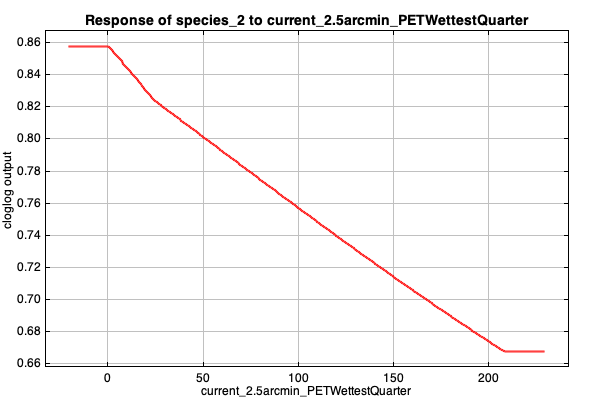 Response of species_2 to current_2.5arcmin_PETWettestQuarter
0.86
0.84
0.82
0.80
0.78
0.76
0.74
0.72
0.70
0.68
0.66
cloglog output
0 50 100 150 200
current_2.5arcmin_PETWettestQuarter